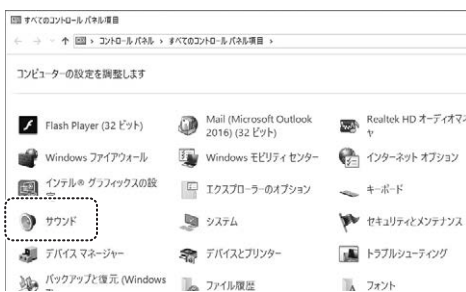 すべてのコントロール パネル項目
コントロール パネル › すべてのコントロール パネル項目 ›
コンピューターの設定を調整します
Flash Player (32 ビット)
Mail (Microsoft Outlook
2016) (32 ビット)
Realtek HD オーディオマネ
ャ
Windows ファイアウォール
Windows モビリティ センター
インターネット オプション
インテル® グラフィックスの設
エクスプローラーのオプション
キーボード
サウンド
システム
セキュリティとメンテナンス
デバイス マネージャー
デバイスとプリンター
トラブルシューティング
バックアップと復元 (Windows
ファイル履歴
フォント